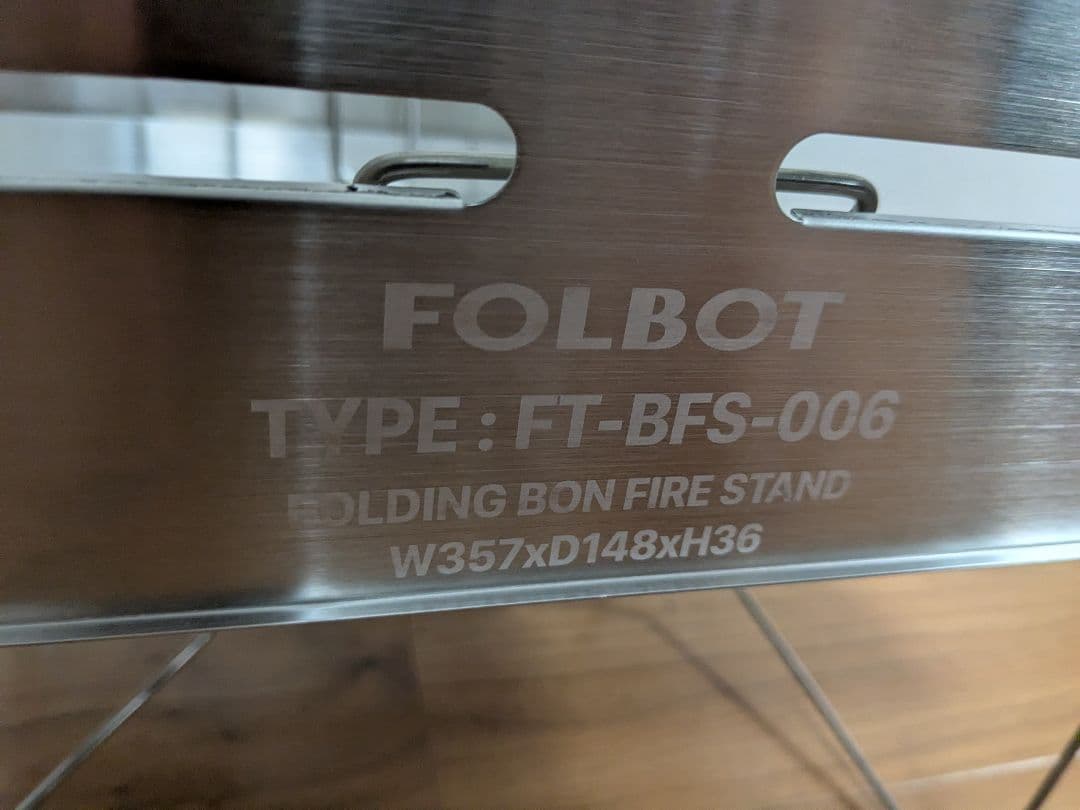 FOLBOT
TYPE : FT-BFS-006
FOLDING BON FIRE STAND
W357xD148xH36